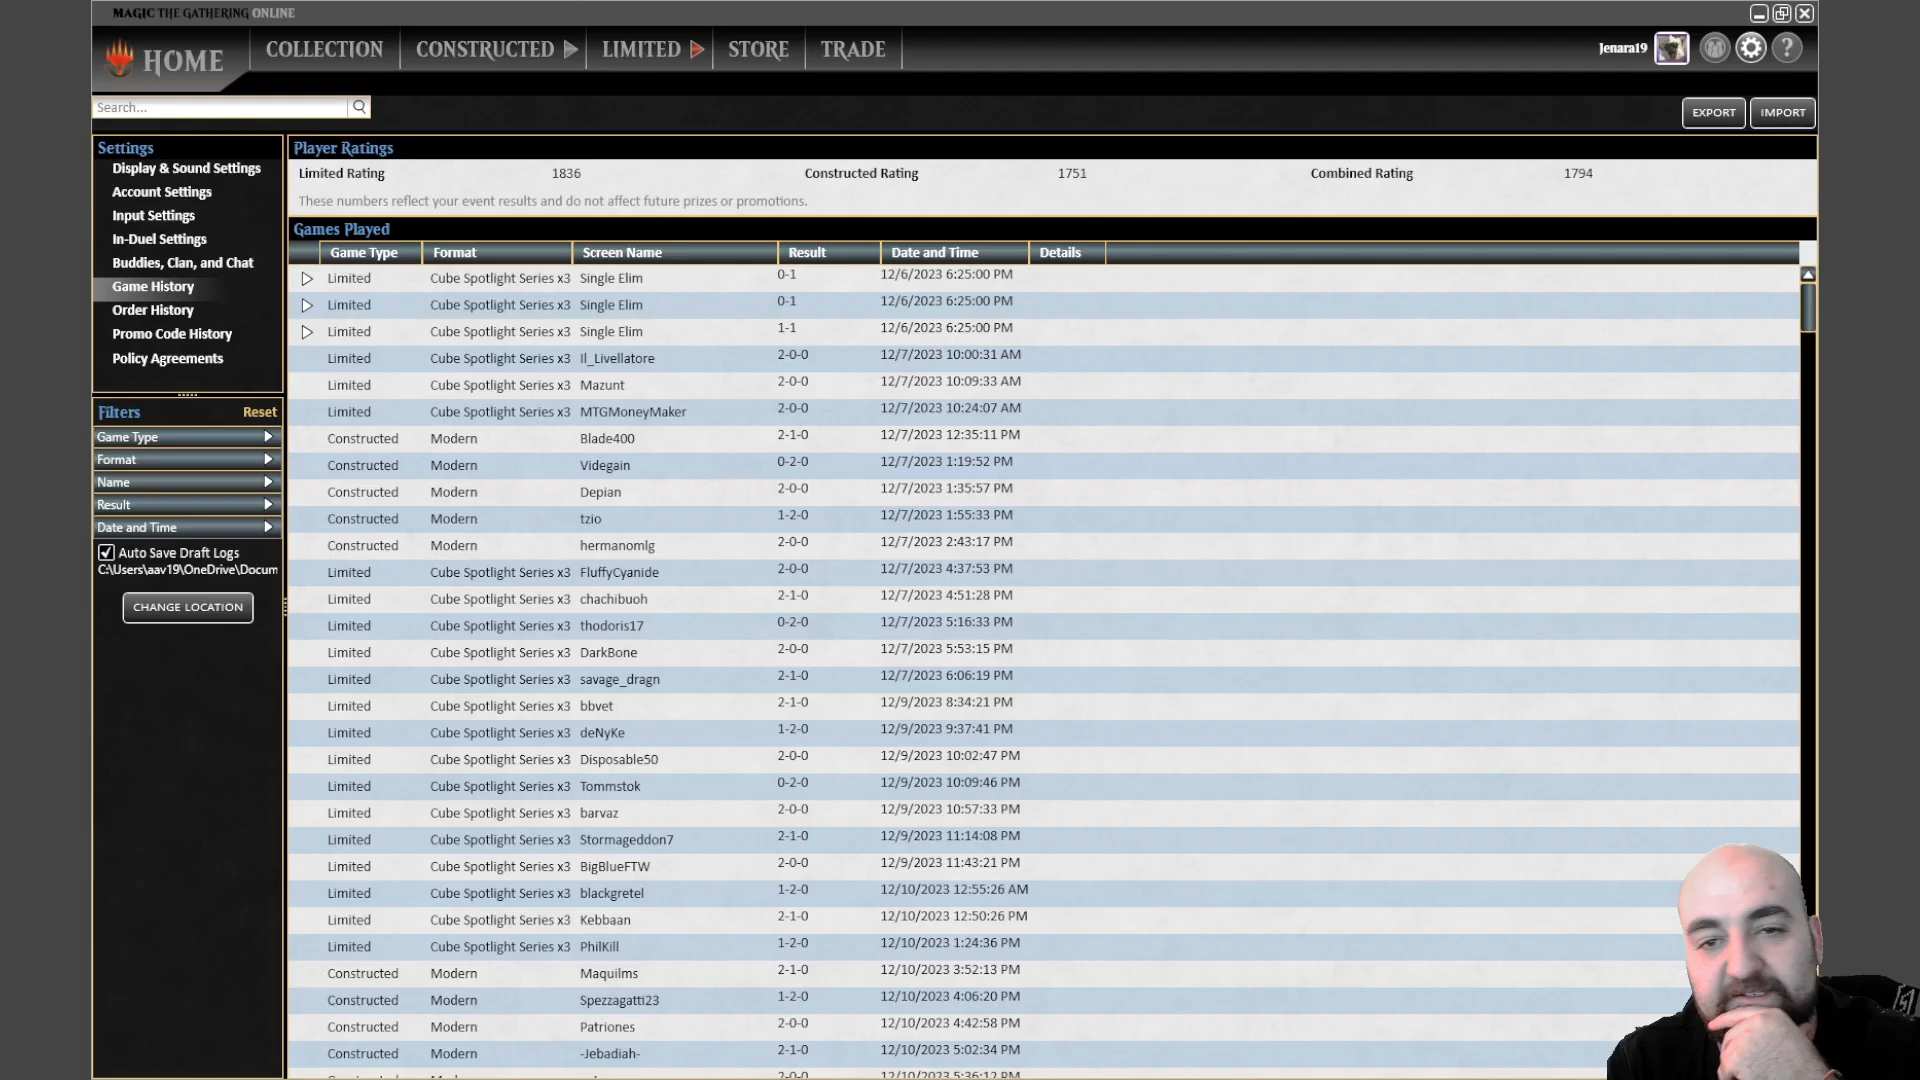 MAGIC THE GATHERING ONLINE
HOME
COLLECTION
CONSTRUCTED
LIMITED
STORE
TRADE
Jenara19
?
Search...
EXPORT
IMPORT
Settings
Display & Sound Settings
Account Settings
Input Settings
In-Duel Settings
Buddies, Clan, and Chat
Game History
Order History
Promo Code History
Policy Agreements
Filters Reset
Game Type
Format
Name
Result
Date and Time
Auto Save Draft Logs
C:\Users\aav19\OneDrive\Docum
CHANGE LOCATION
Player Ratings
Limited Rating 1836 Constructed Rating 1751 Combined Rating 1794
These numbers reflect your event results and do not affect future prizes or promotions.
Games Played
Game Type Format Screen Name Result Date and Time Details
Limited Cube Spotlight Series x3 Single Elim 0-1 12/6/2023 6:25:00 PM
Limited Cube Spotlight Series x3 Single Elim 0-1 12/6/2023 6:25:00 PM
Limited Cube Spotlight Series x3 Single Elim 1-1 12/6/2023 6:25:00 PM
Limited Cube Spotlight Series x3 Il_Livellatore 2-0-0 12/7/2023 10:00:31 AM
Limited Cube Spotlight Series x3 Mazunt 2-0-0 12/7/2023 10:09:33 AM
Limited Cube Spotlight Series x3 MTGMoneyMaker 2-0-0 12/7/2023 10:24:07 AM
Constructed Modern Blade400 2-1-0 12/7/2023 12:35:11 PM
Constructed Modern Videgain 0-2-0 12/7/2023 1:19:52 PM
Constructed Modern Depian 2-0-0 12/7/2023 1:35:57 PM
Constructed Modern tzio 1-2-0 12/7/2023 1:55:33 PM
Constructed Modern hermanomlg 2-0-0 12/7/2023 2:43:17 PM
Limited Cube Spotlight Series x3 FluffyCyanide 2-0-0 12/7/2023 4:37:53 PM
Limited Cube Spotlight Series x3 chachibuoh 2-1-0 12/7/2023 4:51:28 PM
Limited Cube Spotlight Series x3 thodoris17 0-2-0 12/7/2023 5:16:33 PM
Limited Cube Spotlight Series x3 DarkBone 2-0-0 12/7/2023 5:53:15 PM
Limited Cube Spotlight Series x3 savage_dragn 2-1-0 12/7/2023 6:06:19 PM
Limited Cube Spotlight Series x3 bbvet 2-1-0 12/9/2023 8:34:21 PM
Limited Cube Spotlight Series x3 deNyKe 1-2-0 12/9/2023 9:37:41 PM
Limited Cube Spotlight Series x3 Disposable50 2-0-0 12/9/2023 10:02:47 PM
Limited Cube Spotlight Series x3 Tommstok 0-2-0 12/9/2023 10:09:46 PM
Limited Cube Spotlight Series x3 barvaz 2-0-0 12/9/2023 10:57:33 PM
Limited Cube Spotlight Series x3 Stormageddon7 2-1-0 12/9/2023 11:14:08 PM
Limited Cube Spotlight Series x3 BigBlueFTW 2-0-0 12/9/2023 11:43:21 PM
Limited Cube Spotlight Series x3 blackgretel 1-2-0 12/10/2023 12:55:26 AM
Limited Cube Spotlight Series x3 Kebbaan 2-1-0 12/10/2023 12:50:26 PM
Limited Cube Spotlight Series x3 PhilKill 1-2-0 12/10/2023 1:24:36 PM
Constructed Modern Maquilms 2-1-0 12/10/2023 3:52:13 PM
Constructed Modern Spezzagatti23 1-2-0 12/10/2023 4:06:20 PM
Constructed Modern Patriones 2-0-0 12/10/2023 4:42:58 PM
Constructed Modern -Jebadiah- 2-1-0 12/10/2023 5:02:34 PM
2-0-0 12/10/2023 5:36:12 PM